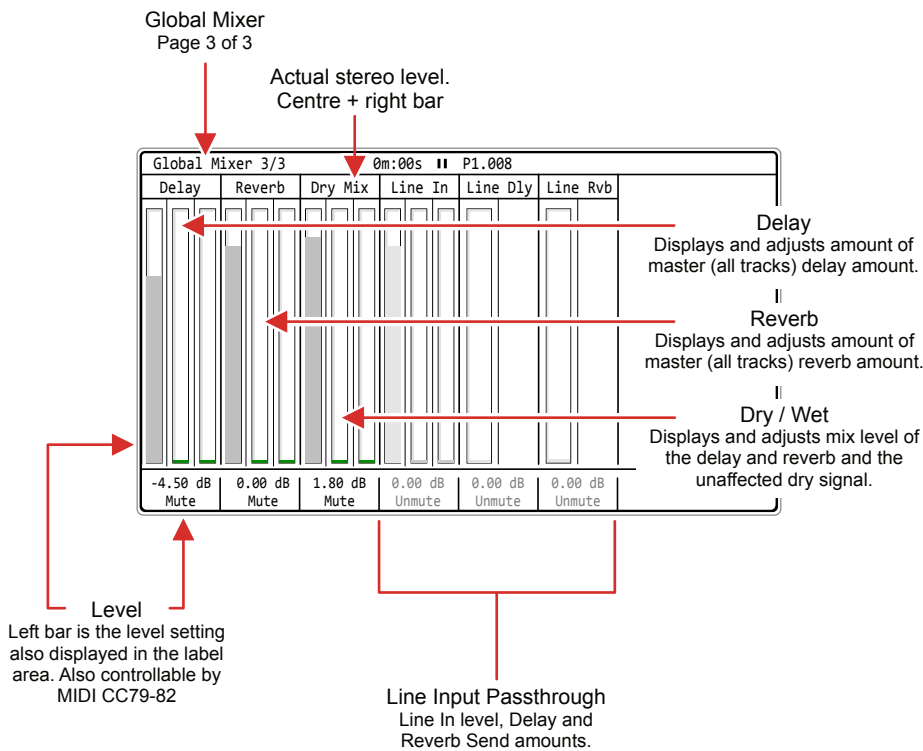 Global Mixer
Page 3 of 3
Actual stereo level.
Centre + right bar
Global Mixer 3/3 0m:00s P1.008
Delay Reverb Dry Mix Line In Line Dly Line Rvb
Delay
Displays and adjusts amount of
master (all tracks) delay amount.
Reverb
Displays and adjusts amount of
master (all tracks) reverb amount.
Dry / Wet
Displays and adjusts mix level of
the delay and reverb and the
unaffected dry signal.
-4.50 dB 0.00 dB 1.80 dB 0.00 dB 0.00 dB 0.00 dB
Mute Mute Mute Unmute Unmute Unmute
Level
Left bar is the level setting
also displayed in the label
area. Also controllable by
MIDI CC79-82
Line Input Passthrough
Line In level, Delay and
Reverb Send amounts.